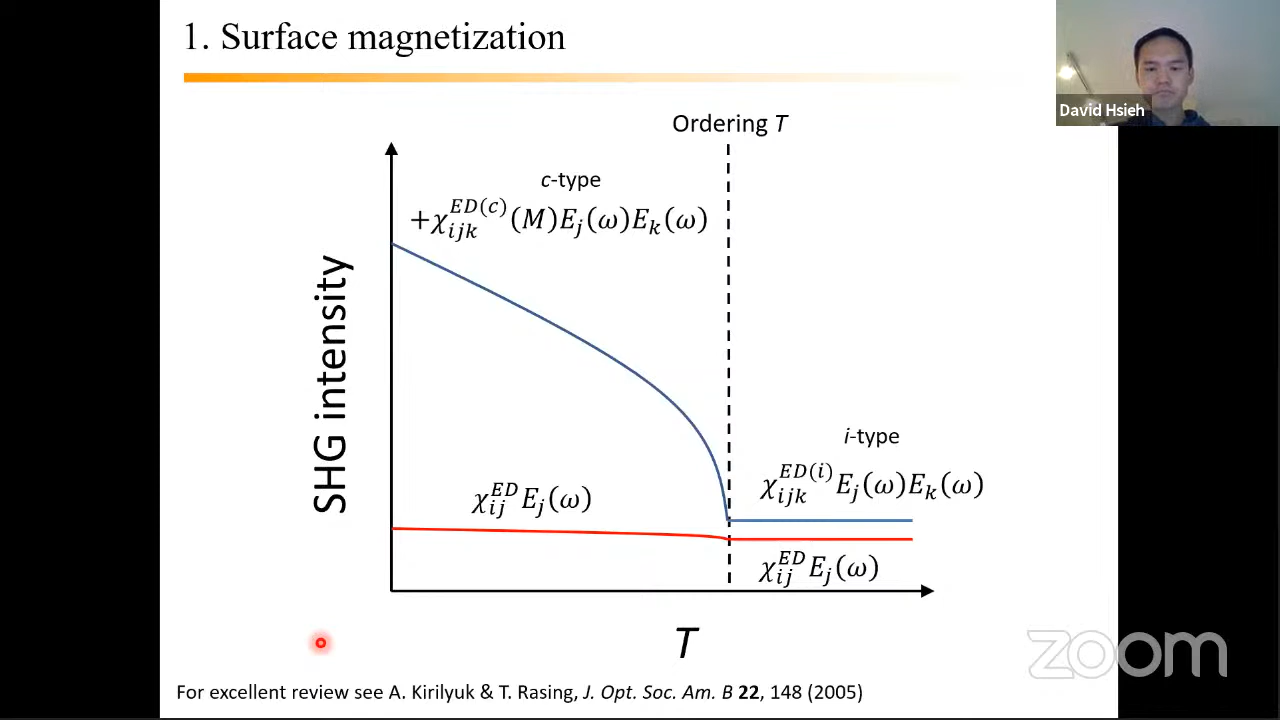 1. Surface magnetization
David Hsieh
Ordering T
c-type
+χ_{ijk}^{ED(c)}(M)E_j(ω)E_k(ω)
SHG intensity
i-type
χ_{ijk}^{ED(i)}E_j(ω)E_k(ω)
χ_{ij}^{ED}E_j(ω)
χ_{ij}^{ED}E_j(ω)
T
zoom
For excellent review see A. Kirilyuk & T. Rasing, J. Opt. Soc. Am. B 22, 148 (2005)